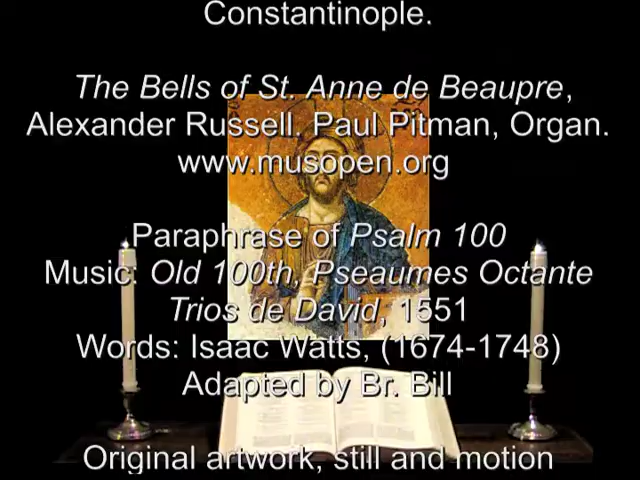 Constantinople.
The Bells of St. Anne de Beaupre,
Alexander Russell. Paul Pitman, Organ.
www.musopen.org
Paraphrase of Psalm 100
Music: Old 100th, Pseaumes Octante
Trios de David, 1551
Words: Isaac Watts, (1674-1748)
Adapted by Br. Bill
Original artwork, still and motion